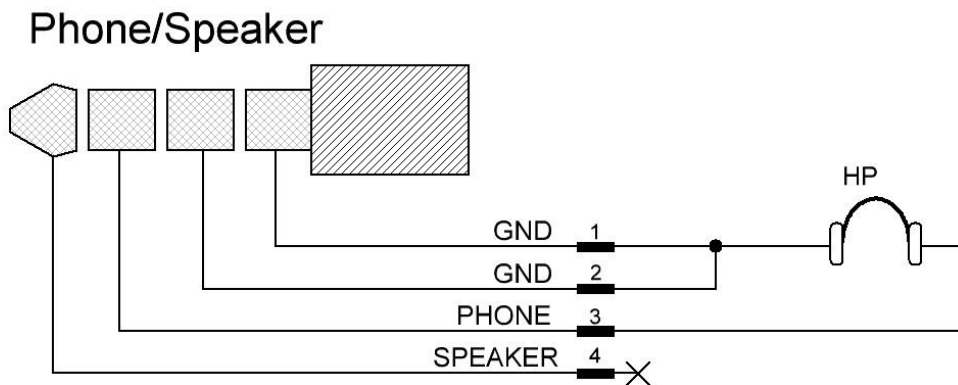 Phone/Speaker
HP
GND 1
GND 2
PHONE 3
SPEAKER 4